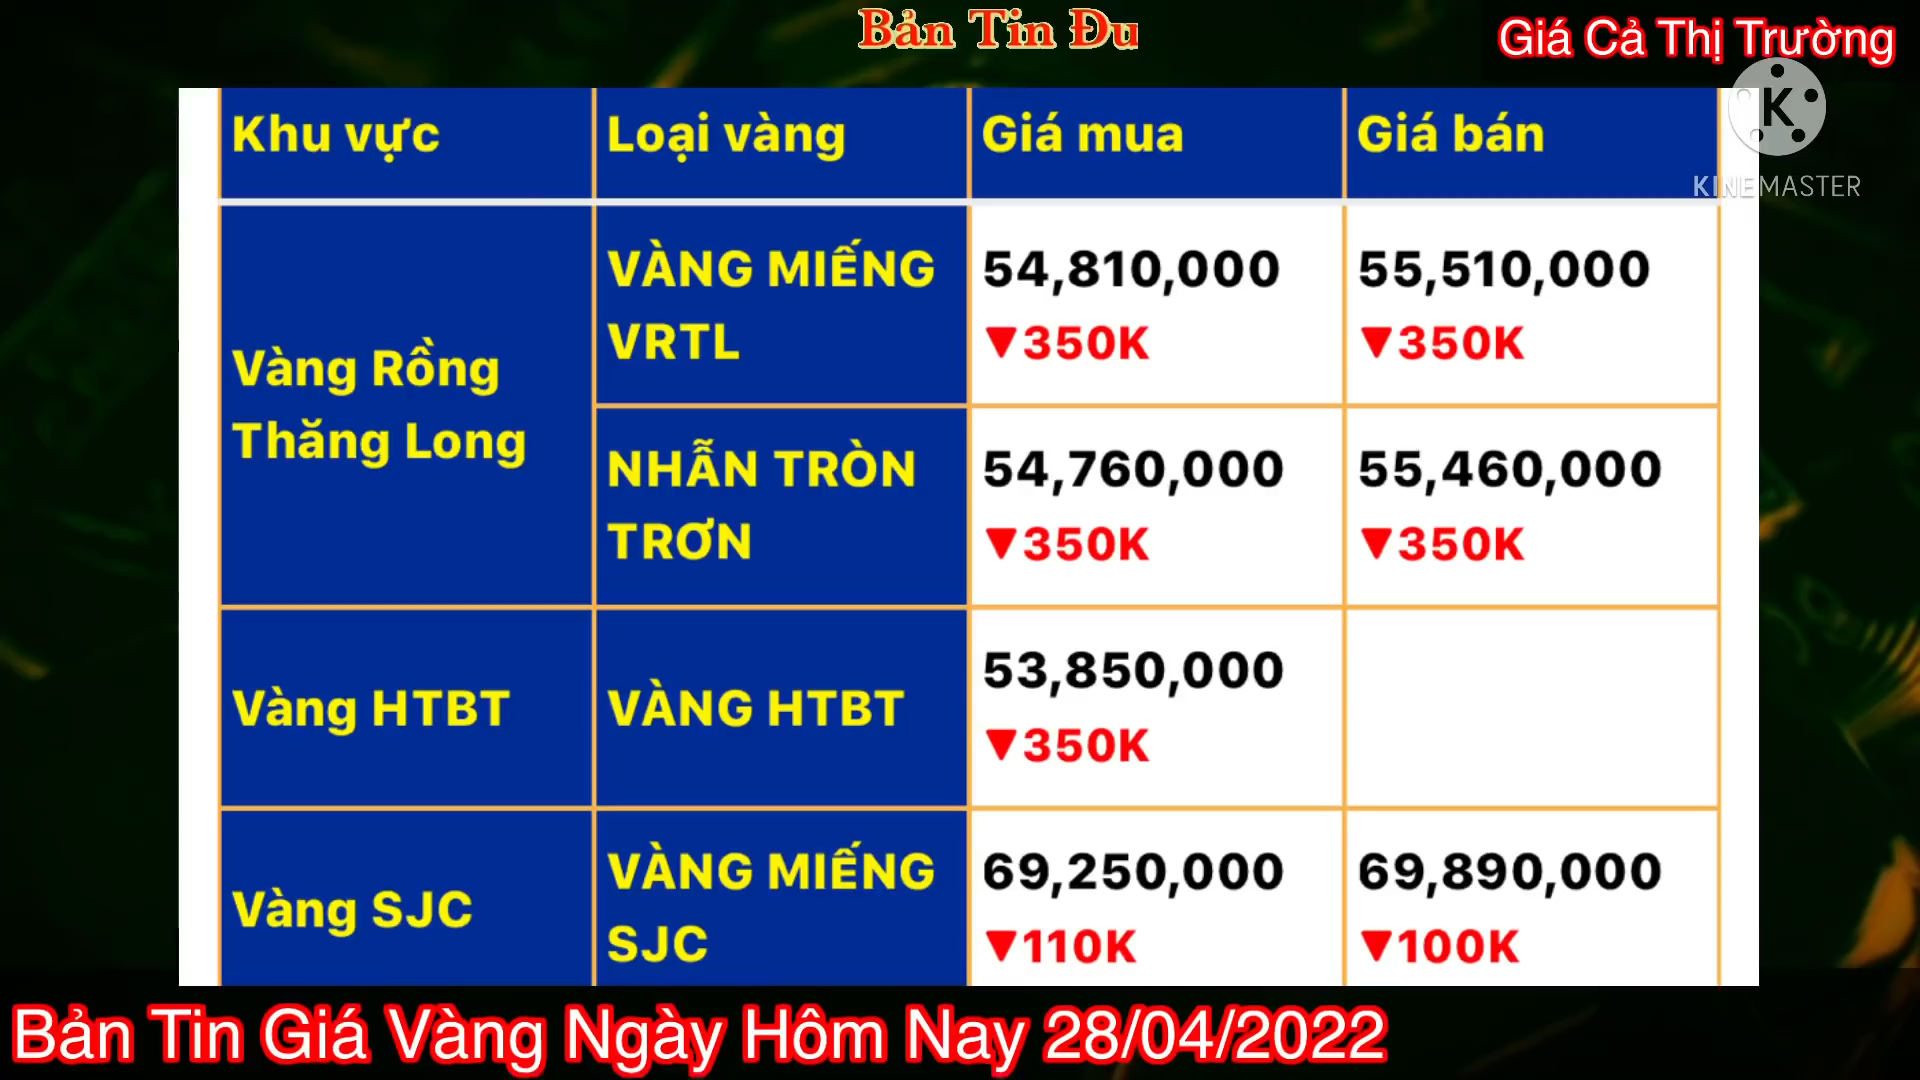 Bản Tin Đu
Giá Cả Thị Trường
K
KINEMASTER
Khu vực
Loại vàng
Giá mua
Giá bán
Vàng Rồng
Thăng Long
VÀNG MIẾNG
VRTL
54,810,000
▼350K
55,510,000
▼350K
NHẪN TRÒN
TRƠN
54,760,000
▼350K
55,460,000
▼350K
Vàng HTBT
VÀNG HTBT
53,850,000
▼350K
Vàng SJC
VÀNG MIẾNG
SJC
69,250,000
▼110K
69,890,000
▼100K
Bản Tin Giá Vàng Ngày Hôm Nay 28/04/2022